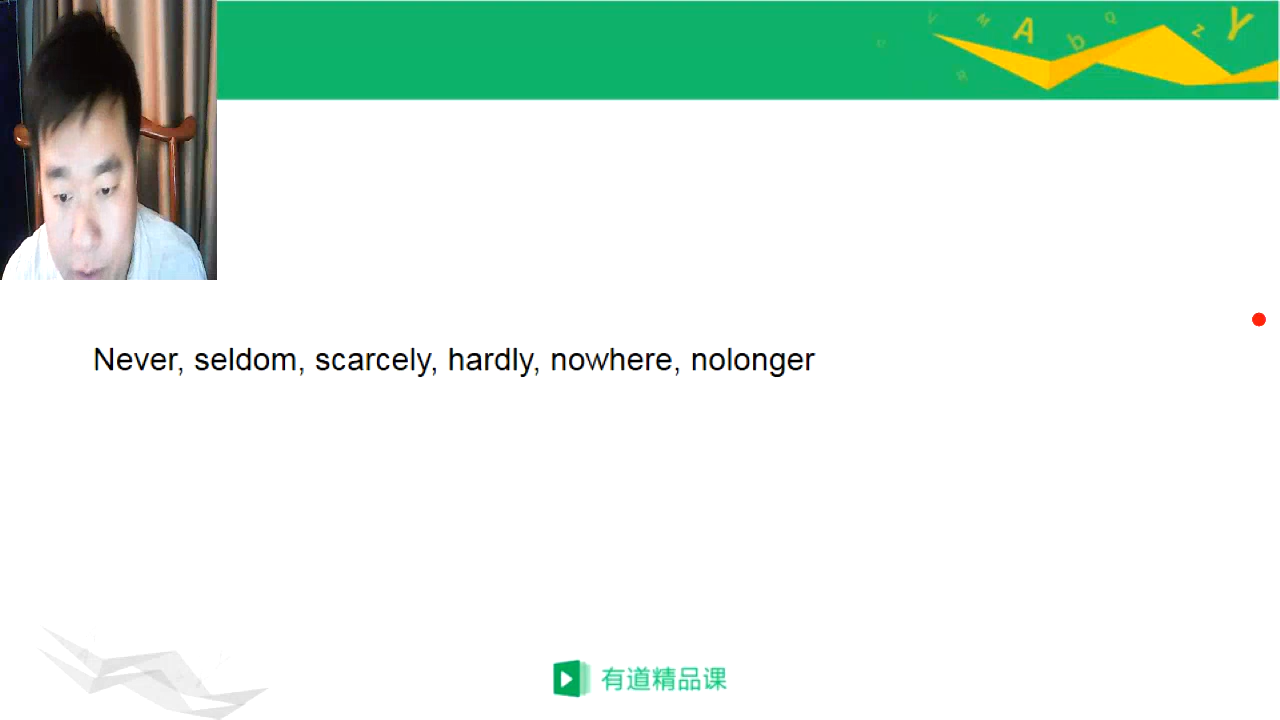 V M A b Q z Y
R
Never, seldom, scarcely, hardly, nowhere, nolonger
有道精品课